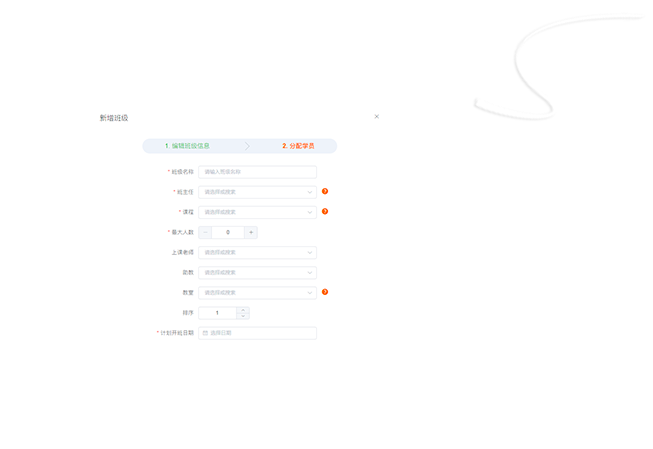 新增班级
1. 编辑班级信息
2. 分配学员
* 班级名称 请输入班级名称
* 班主任 请选择或搜索
* 课程 请选择或搜索
* 最大人数 0
上课老师 请选择或搜索
助教 请选择或搜索
教室 请选择或搜索
排序 1
* 计划开班日期 选择日期